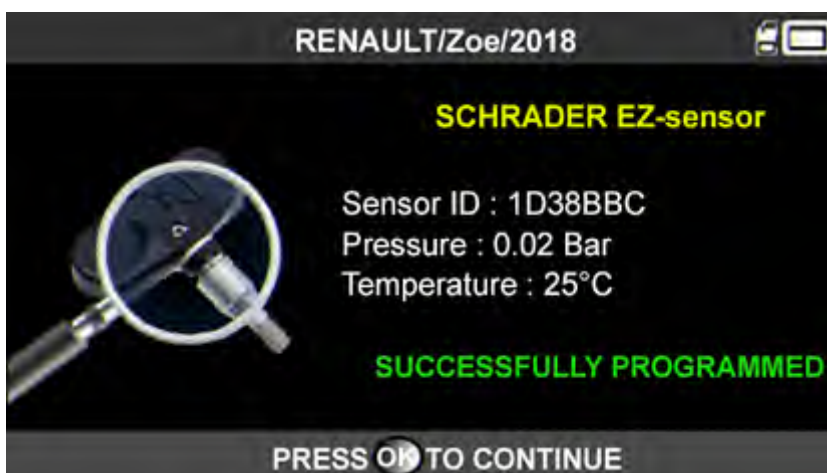 RENAULT/Zoe/2018
SCHRADER EZ-sensor
Sensor ID : 1D38BBC
Pressure : 0.02 Bar
Temperature : 25°C
SUCCESSFULLY PROGRAMMED
PRESS OK TO CONTINUE